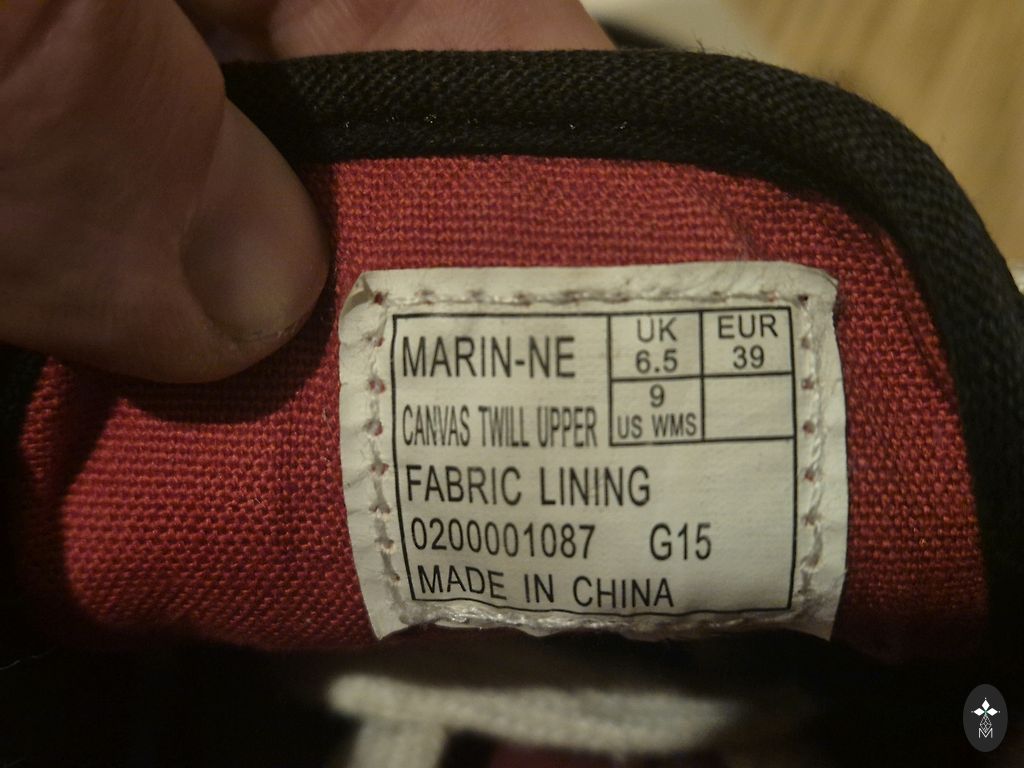 MARIN-NE
UK
6.5
EUR
39
9
US WMS
CANVAS TWILL UPPER
FABRIC LINING
0200001087 G15
MADE IN CHINA
M